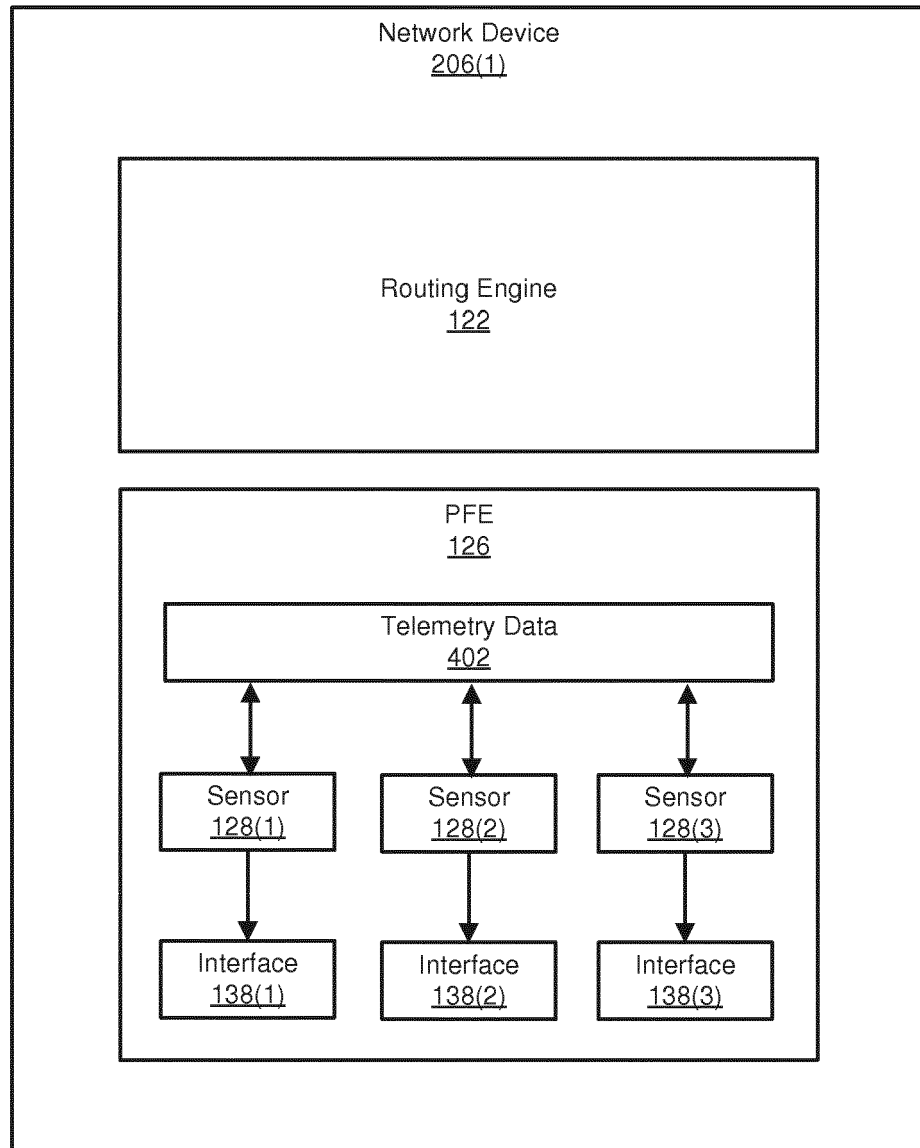 Network Device
206(1)
Routing Engine
122
PFE
126
Telemetry Data
402
Sensor
128(1)
Sensor
128(2)
Sensor
128(3)
Interface
138(1)
Interface
138(2)
Interface
138(3)